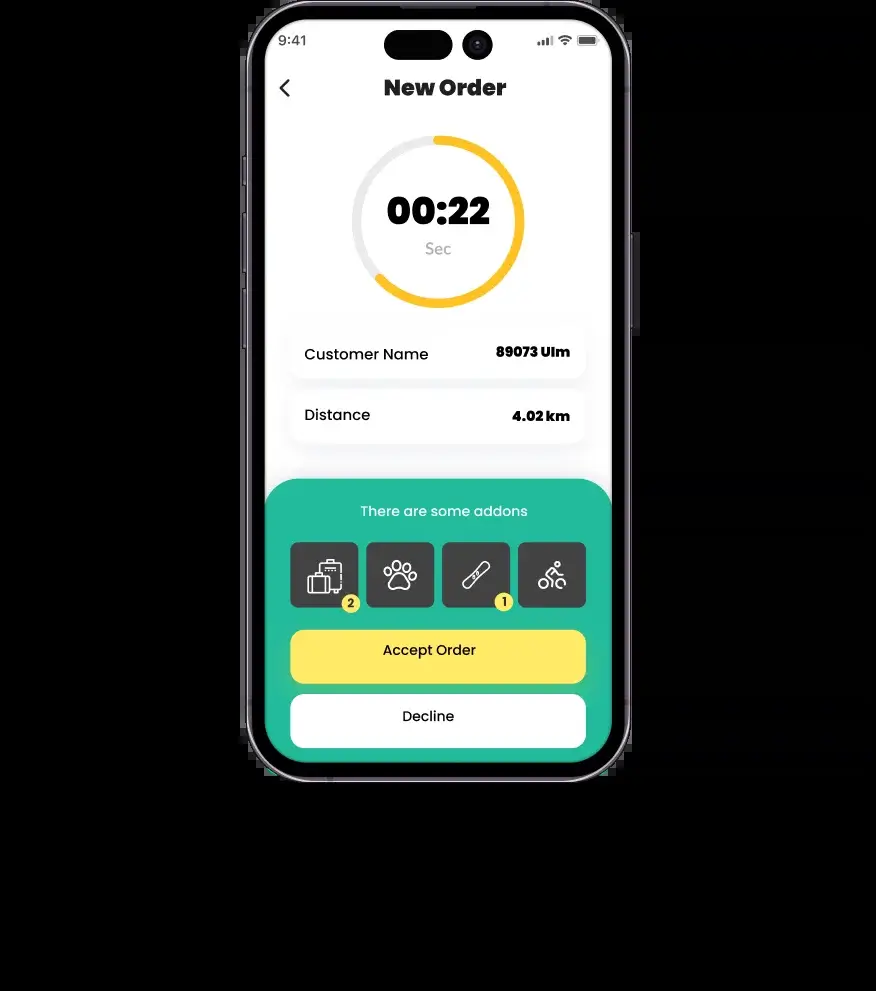 9:41
New Order
00:22
Sec
Customer Name
89073 Ulm
Distance
4.02 km
There are some addons
2
1
Accept Order
Decline